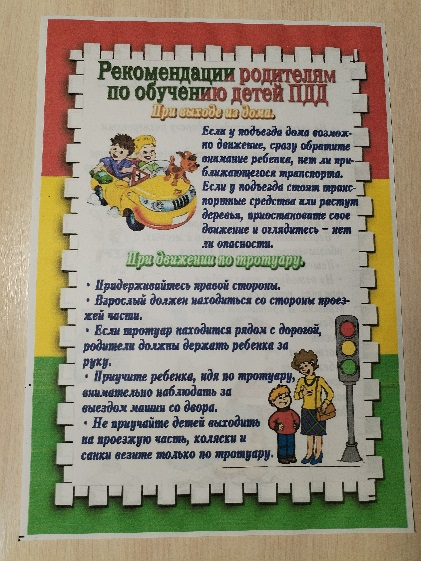 Рекомендации родителям
по обучению детей ПДД
При выходе из дома.
Если у подъезда дома возмож-
но движение, сразу обратите
внимание ребенка, нет ли при-
ближающегося транспорта.
Если у подъезда стоят транс-
портные средства или растут
деревья, приостановите свое
движение и оглядитесь – нет
ли опасности.
При движении по тротуару.
• Придерживайтесь правой стороны.
• Взрослый должен находиться со стороны проез-
жей части.
• Если тротуар находится рядом с дорогой,
родители должны держать ребенка за
руку.
• Приучите ребенка, идя по тротуару,
внимательно наблюдать за
выездом машин со двора.
• Не приучайте детей выходить
на проезжую часть, коляски и
санки везите только по тротуару.